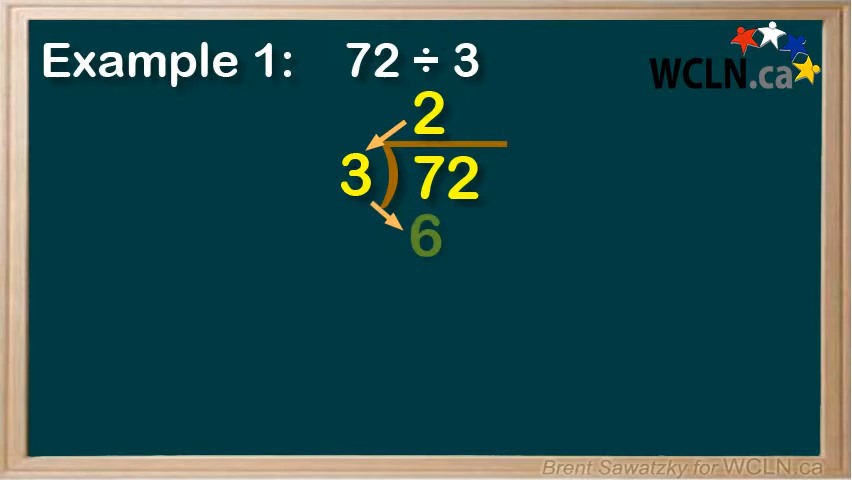 Example 1: 72 ÷ 3
WCLN.ca
2
3 72
6
Brent Sawatzky for WCLN.ca